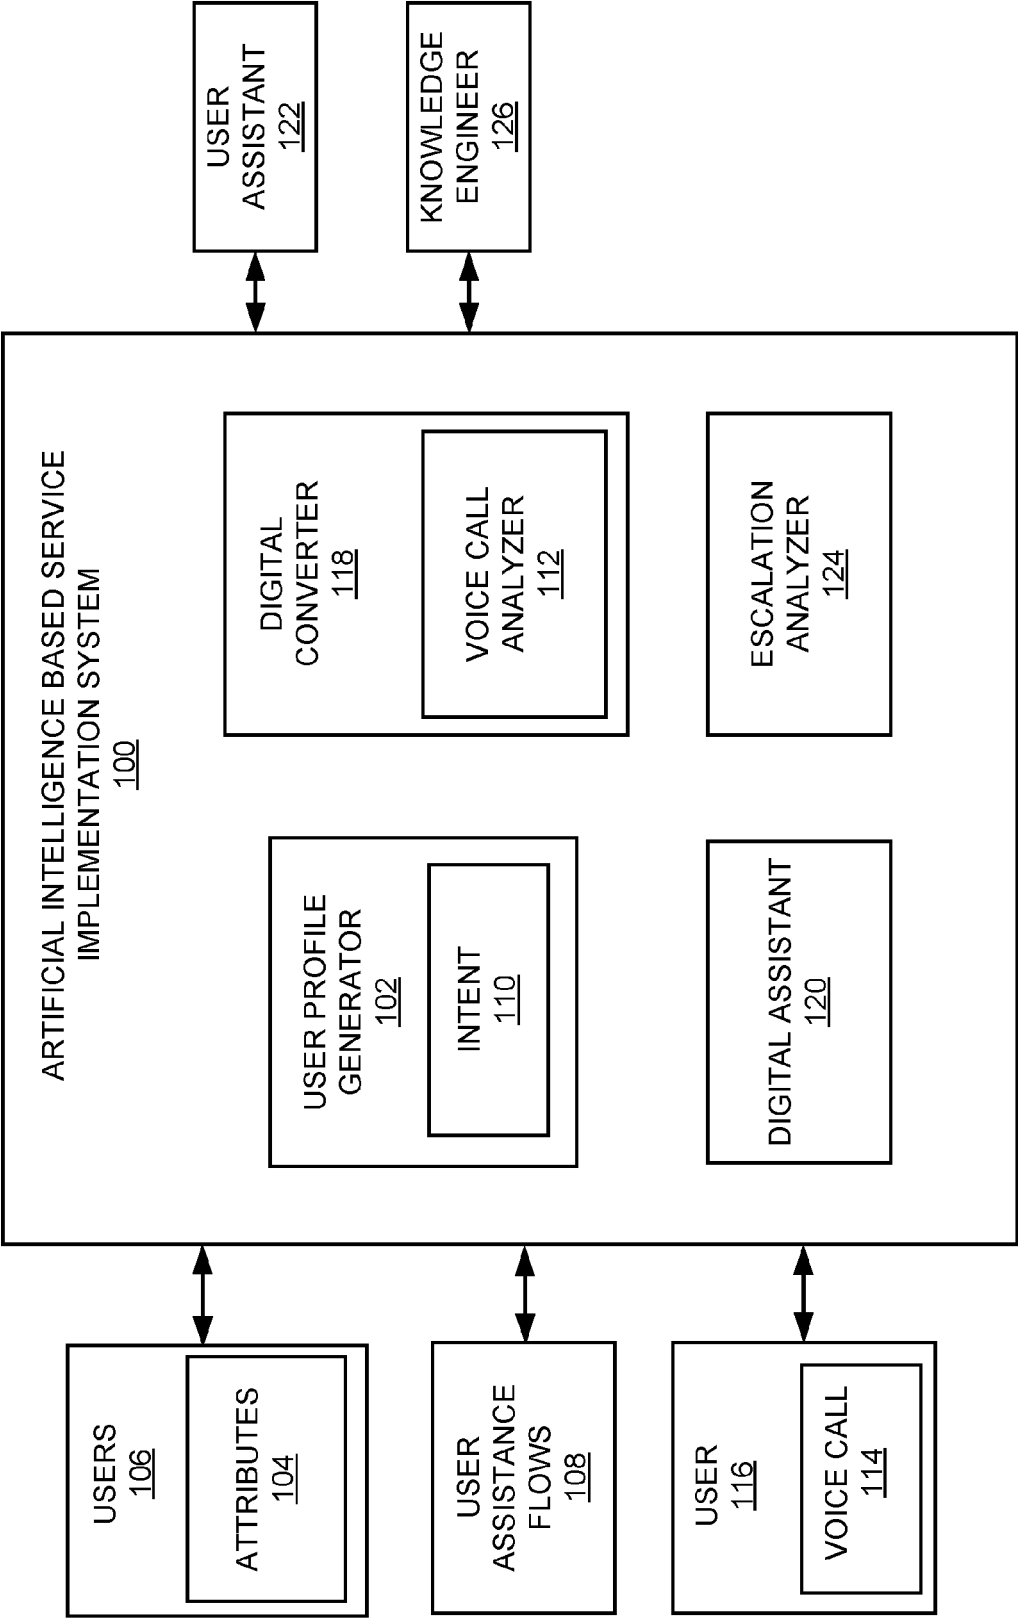 ARTIFICIAL INTELLIGENCE BASED SERVICE
IMPLEMENTATION SYSTEM
100
USERS
106
ATTRIBUTES
104
USER
ASSISTANCE
FLOWS
108
USER
116
VOICE CALL
114
USER PROFILE
GENERATOR
102
INTENT
110
DIGITAL ASSISTANT
120
DIGITAL
CONVERTER
118
VOICE CALL
ANALYZER
112
ESCALATION
ANALYZER
124
USER
ASSISTANT
122
KNOWLEDGE
ENGINEER
126